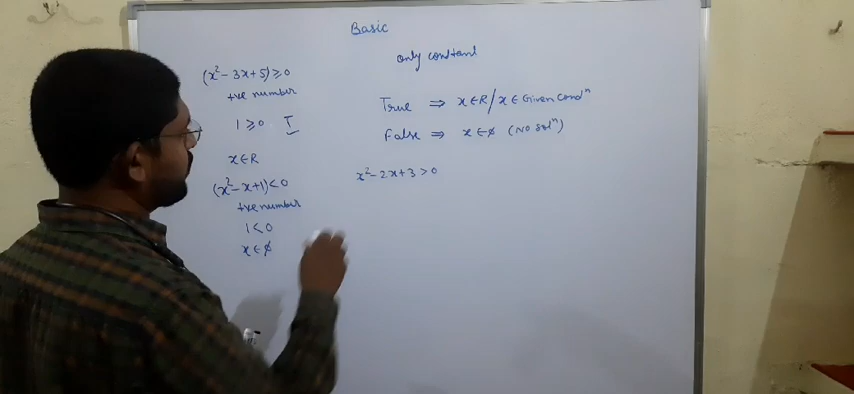 Basic
only constant
(x²- 3x+5) ≥ 0
+ve number
1 ≥ 0 T
x∈R
(x²- x+1) < 0
+ve number
1 < 0
x∈φ
True ⇒ x∈R / x∈ Given condⁿ
False ⇒ x∈φ (No solⁿ)
x²- 2x+3 > 0